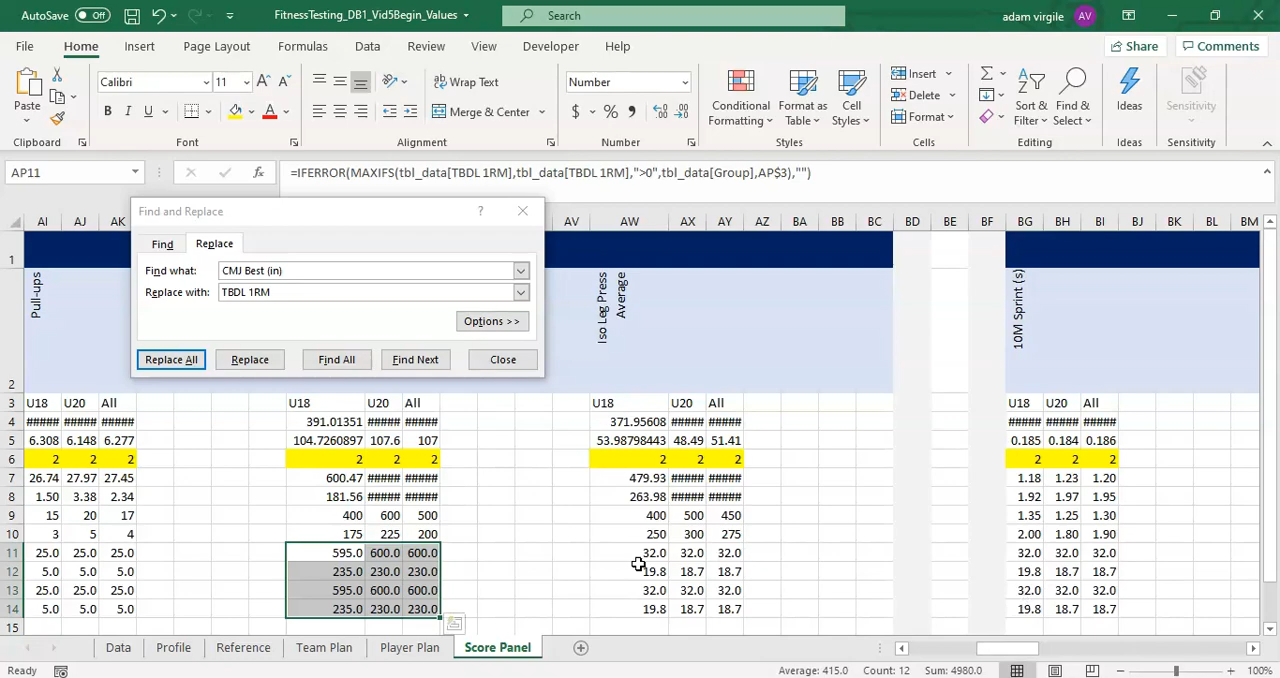 AutoSave Off FitnessTesting_DB1_Vid5Begin_Values Search adam virgile AV
File Home Insert Page Layout Formulas Data Review View Developer Help Share Comments
Paste Calibri 11 A A Wrap Text Number Conditional Formatting Format as Table Cell Styles Insert Delete Format Sort & Filter Find & Select Ideas Sensitivity
B I U A Merge & Center $ % ,
Clipboard Font Alignment Number Styles Cells Editing Ideas Sensitivity
AP11 fx =IFERROR(MAXIFS(tbl_data[TBDL 1RM],tbl_data[TBDL 1RM],">0",tbl_data[Group],AP$3),"")
Find and Replace ?
Find Replace
Find what: CMJ Best (in)
Replace with: TBDL 1RM
Options >>
Replace All Replace Find All Find Next Close
AI AJ AK AV AW AX AY AZ BA BB BC BD BE BF BG BH BI BJ BK BL BM
1
2 Pull-ups Iso Leg Press Average 10M Sprint (s)
3 U18 U20 All U18 U20 All U18 U20 All U18 U20 All
4 ##### ##### ##### 391.01351 ##### ##### 371.95608 ##### ##### ##### ##### #####
5 6.308 6.148 6.277 104.7260897 107.6 107 53.98798443 48.49 51.41 0.185 0.184 0.186
6 2 2 2 2 2 2 2 2 2 2 2 2
7 26.74 27.97 27.45 600.47 ##### ##### 479.93 ##### ##### 1.18 1.23 1.20
8 1.50 3.38 2.34 181.56 ##### ##### 263.98 ##### ##### 1.92 1.97 1.95
9 15 20 17 400 600 500 400 500 450 1.35 1.25 1.30
10 3 5 4 175 225 200 250 300 275 2.00 1.80 1.90
11 25.0 25.0 25.0 595.0 600.0 600.0 32.0 32.0 32.0 32.0 32.0 32.0
12 5.0 5.0 5.0 235.0 230.0 230.0 19.8 18.7 18.7 19.8 18.7 18.7
13 25.0 25.0 25.0 595.0 600.0 600.0 32.0 32.0 32.0 32.0 32.0 32.0
14 5.0 5.0 5.0 235.0 230.0 230.0 19.8 18.7 18.7 19.8 18.7 18.7
15
Data Profile Reference Team Plan Player Plan Score Panel
Ready Average: 415.0 Count: 12 Sum: 4980.0 100%